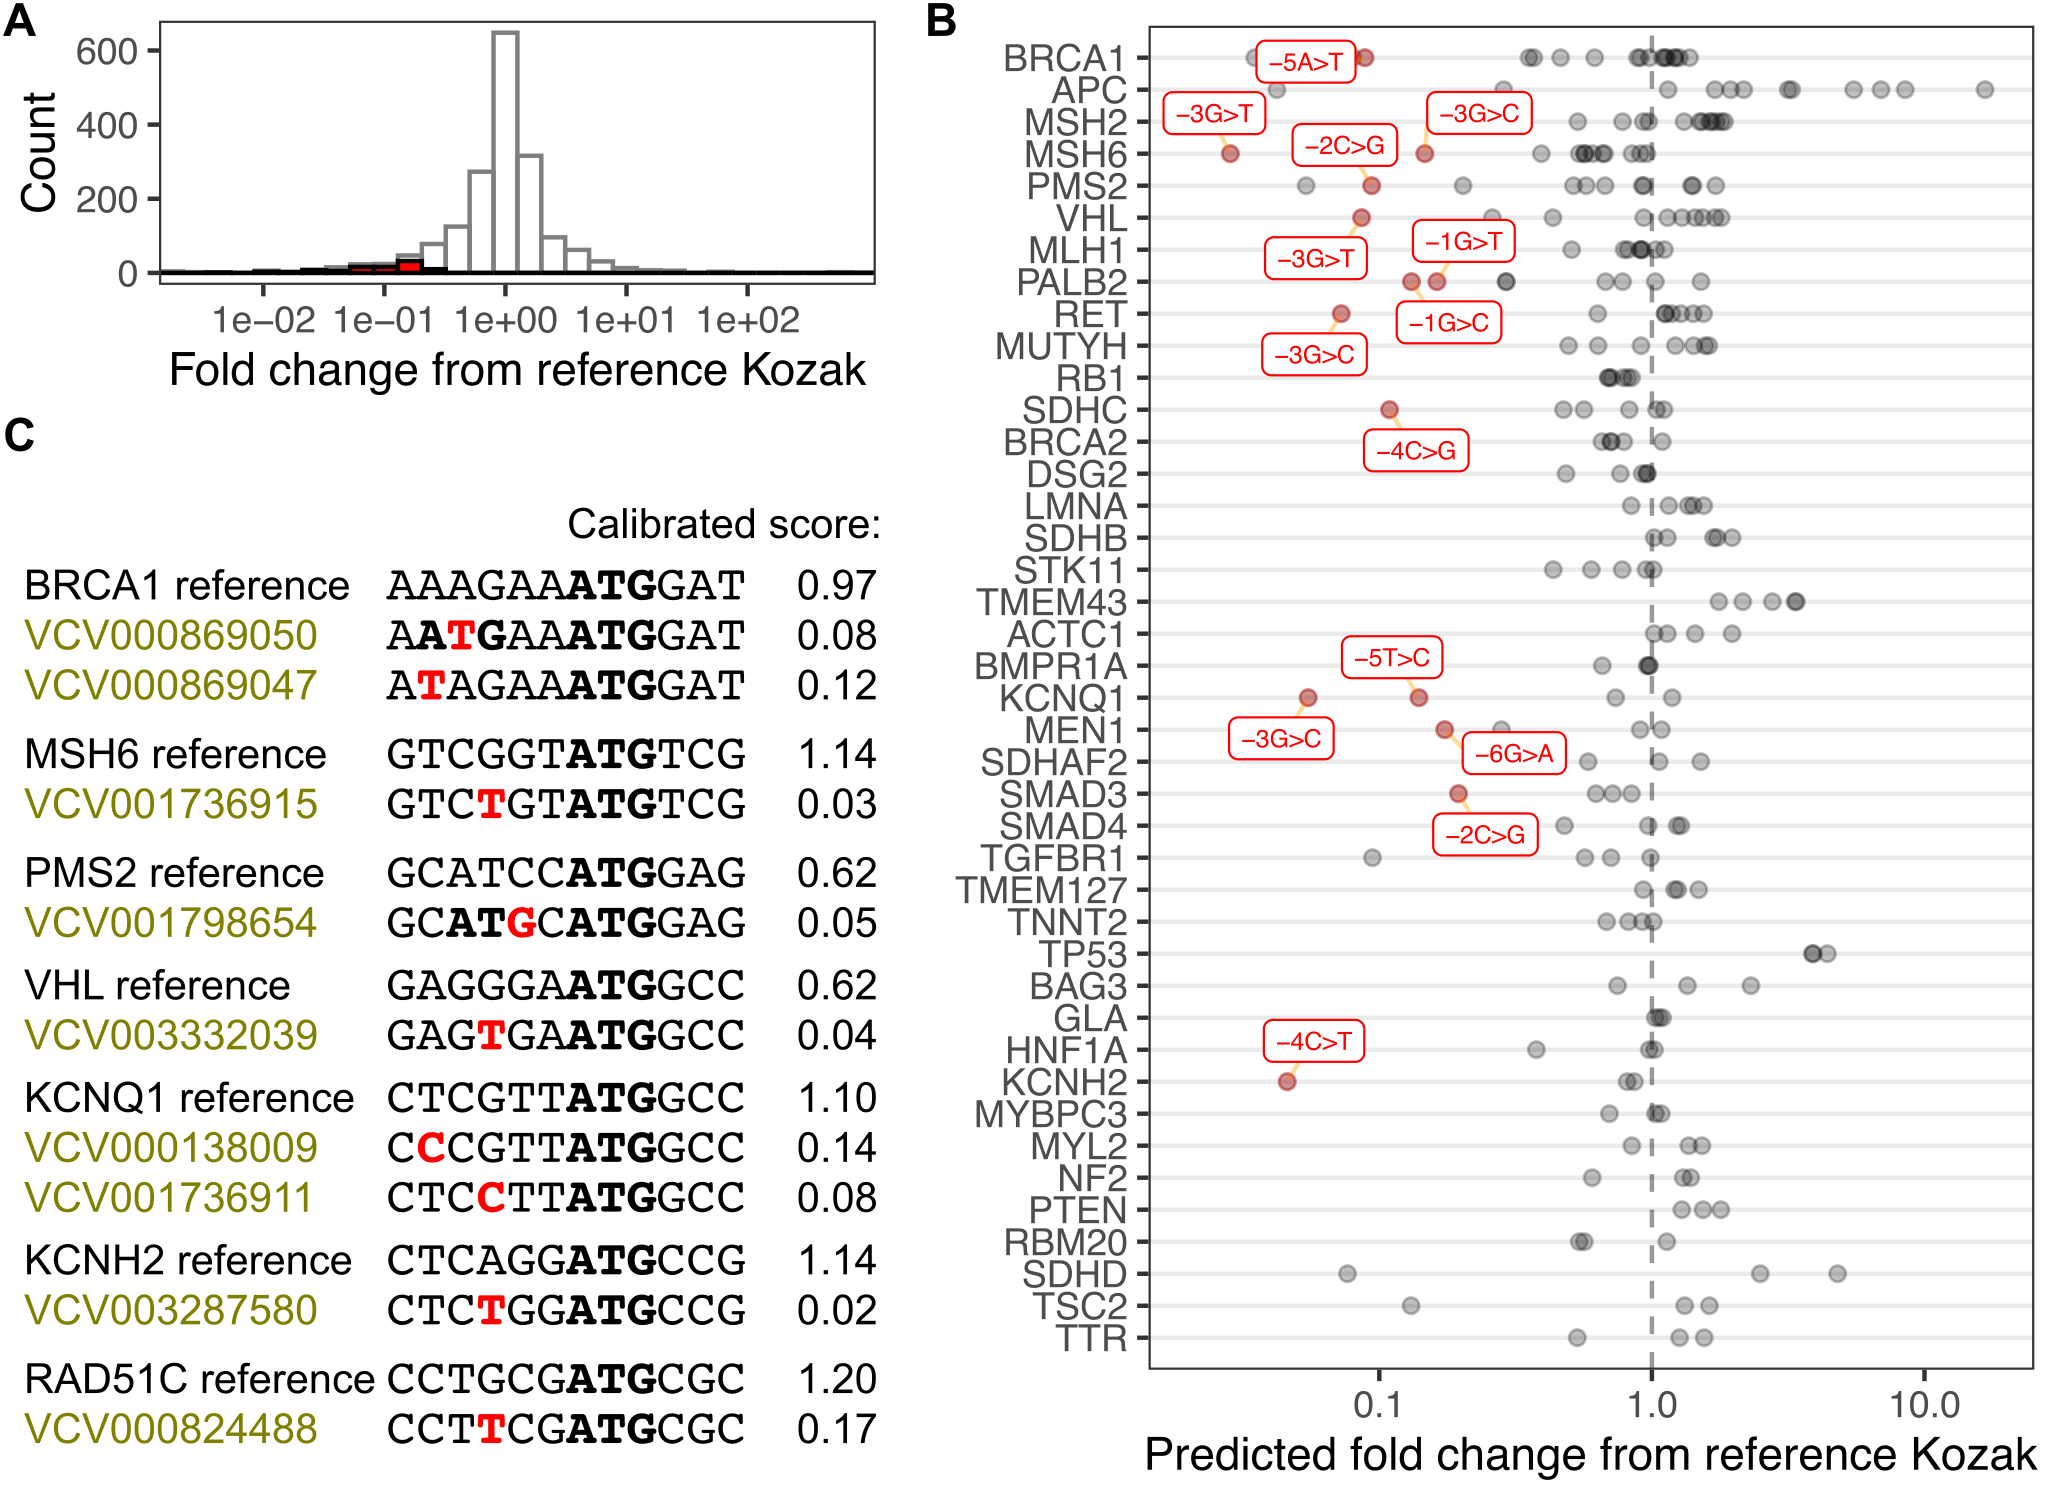 A
600
400
200
0
Count
1e−02 1e−01 1e+00 1e+01 1e+02
Fold change from reference Kozak
B
BRCA1
APC
MSH2
MSH6
PMS2
VHL
MLH1
PALB2
RET
MUTYH
RB1
SDHC
BRCA2
DSG2
LMNA
SDHB
STK11
TMEM43
ACTC1
BMPR1A
KCNQ1
MEN1
SDHAF2
SMAD3
SMAD4
TGFBR1
TMEM127
TNNT2
TP53
BAG3
GLA
HNF1A
KCNH2
MYBPC3
MYL2
NF2
PTEN
RBM20
SDHD
TSC2
TTR
−5A>T
−3G>T
−3G>C
−2C>G
−3G>T
−1G>T
−1G>C
−3G>C
−4C>G
−5T>C
−3G>C
−6G>A
−2C>G
−4C>T
0.1 1.0 10.0
Predicted fold change from reference Kozak
C
Calibrated score:
BRCA1 reference AAAGAAATGGAT 0.97
VCV000869050 AATGAAATGGAT 0.08
VCV000869047 ATAGAAATGGAT 0.12
MSH6 reference GTCGGTATGTCG 1.14
VCV001736915 GTCTGTATGTCG 0.03
PMS2 reference GCATCCATGGAG 0.62
VCV001798654 GCATGCATGGAG 0.05
VHL reference GAGGGAATGGCC 0.62
VCV003332039 GAGTGAATGGCC 0.04
KCNQ1 reference CTCGTTATGGCC 1.10
VCV000138009 CCCGTTATGGCC 0.14
VCV001736911 CTCCTTATGGCC 0.08
KCNH2 reference CTCAGGATGCCG 1.14
VCV003287580 CTCTGGATGCCG 0.02
RAD51C reference CCTGCGATGCGC 1.20
VCV000824488 CCTTCGATGCGC 0.17